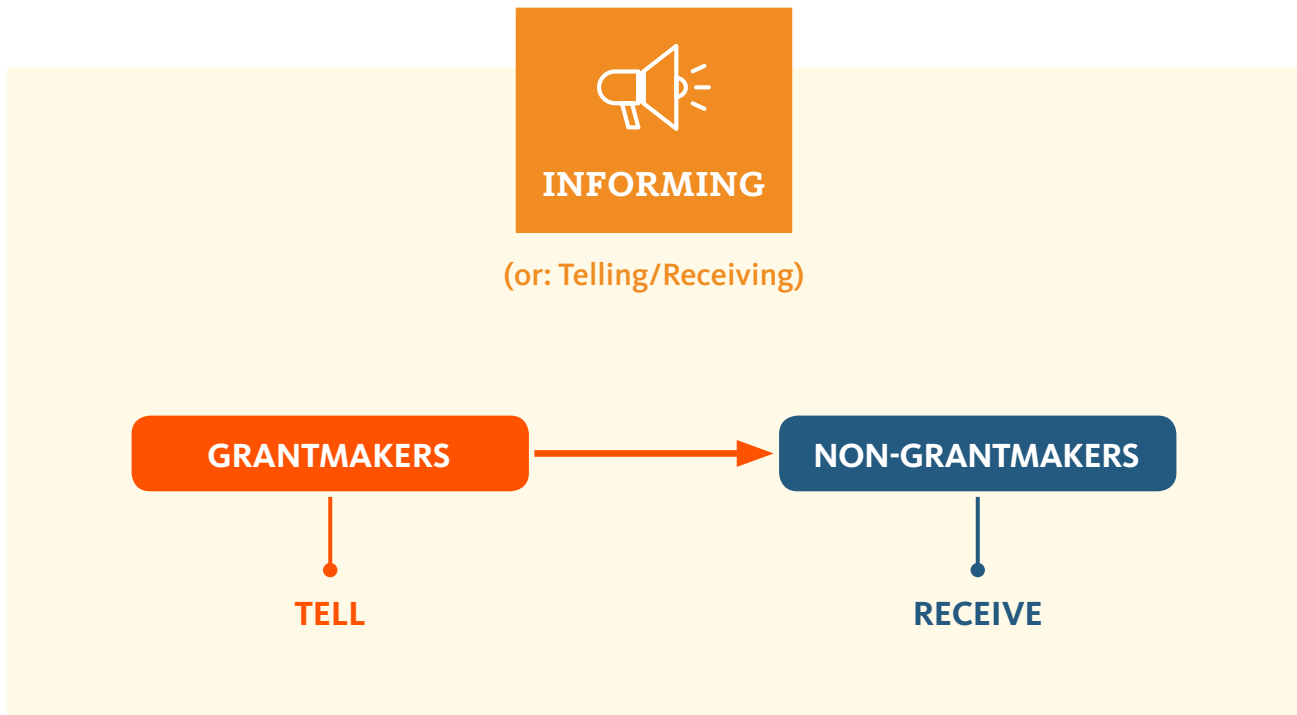 INFORMING
(or: Telling/Receiving)
GRANTMAKERS
NON-GRANTMAKERS
TELL
RECEIVE